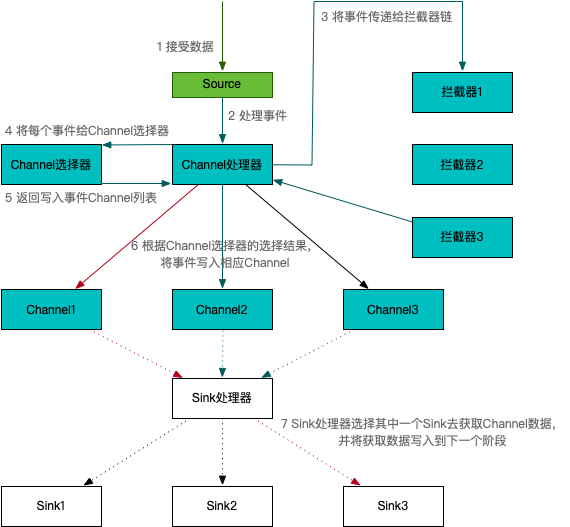 1 接受数据
3 将事件传递给拦截器链
Source
拦截器1
2 处理事件
4 将每个事件给Channel选择器
Channel选择器
Channel处理器
拦截器2
5 返回写入事件Channel列表
拦截器3
6 根据Channel选择器的选择结果，
将事件写入相应Channel
Channel1
Channel2
Channel3
Sink处理器
7 Sink处理器选择其中一个Sink去获取Channel数据，
并将获取数据写入到下一个阶段
Sink1
Sink2
Sink3